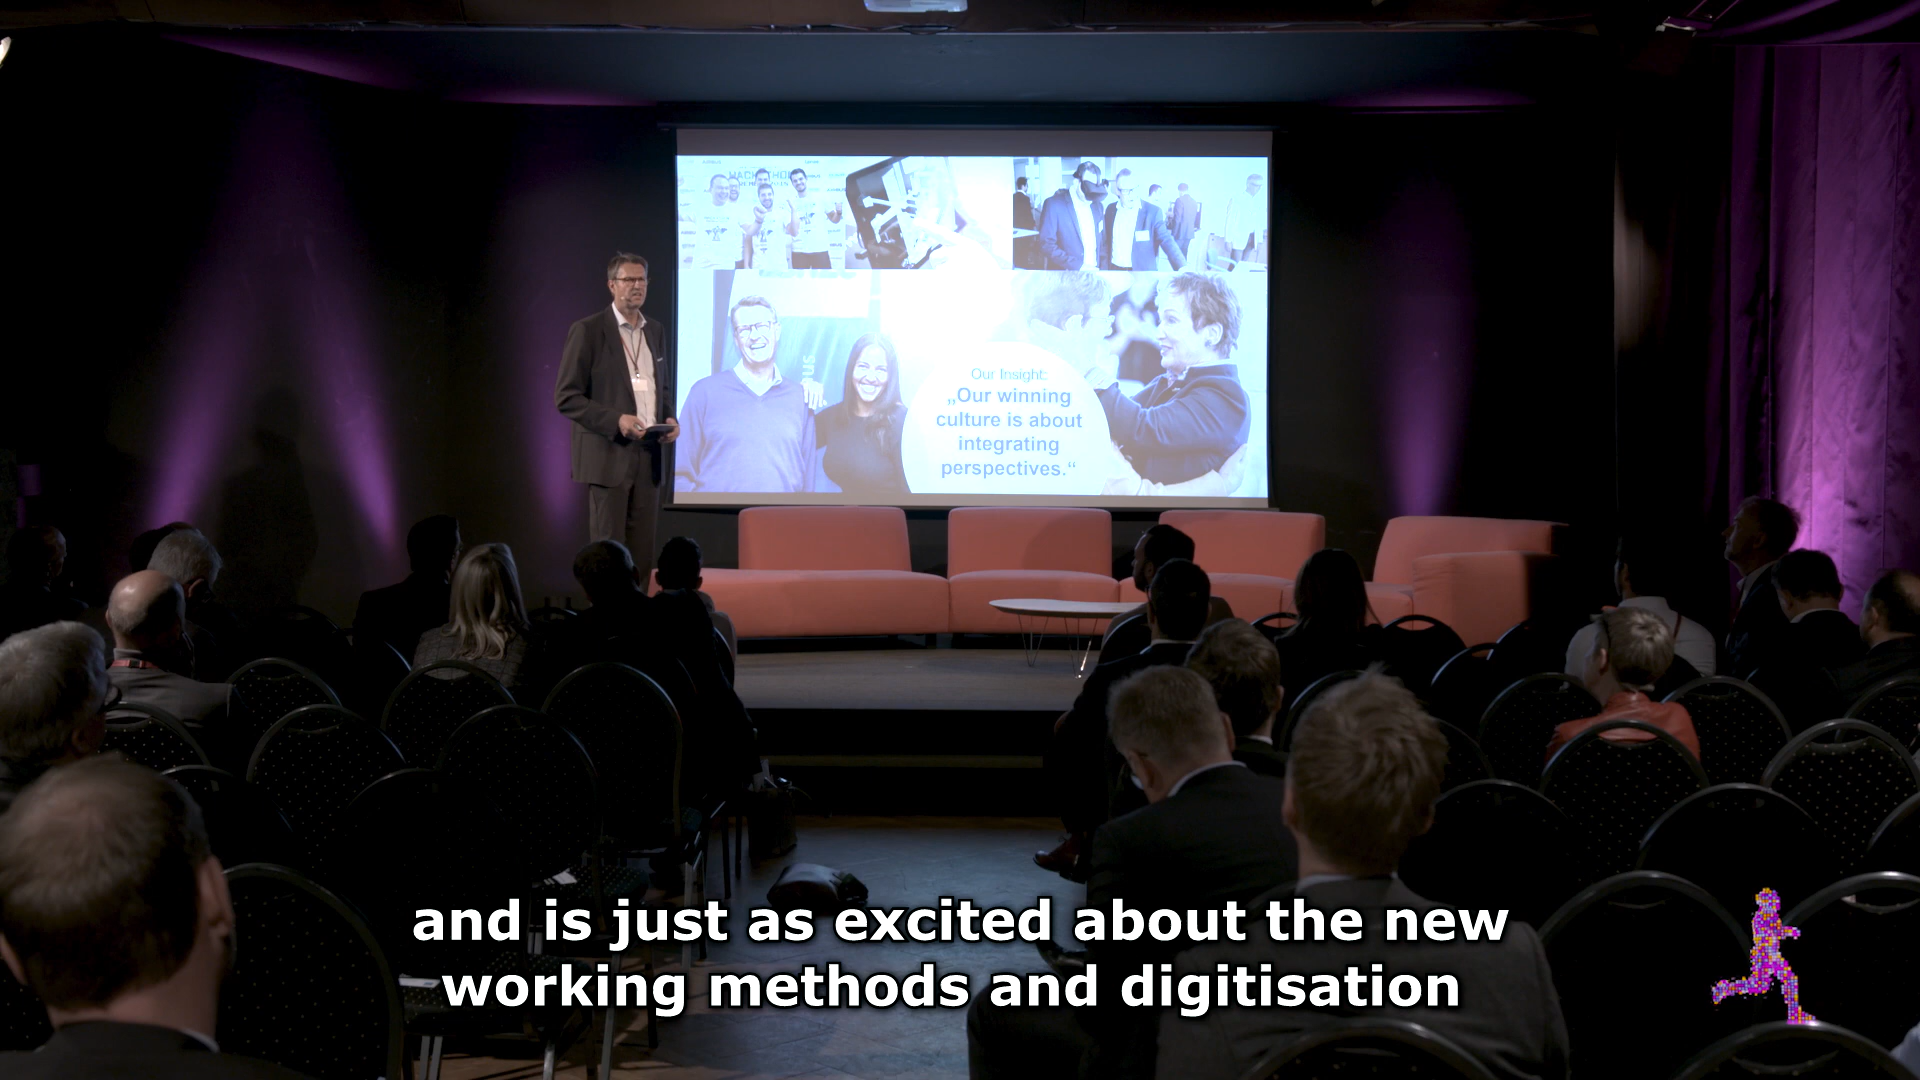 Our Insight:
„Our winning
culture is about
integrating
perspectives.“
and is just as excited about the new
working methods and digitisation